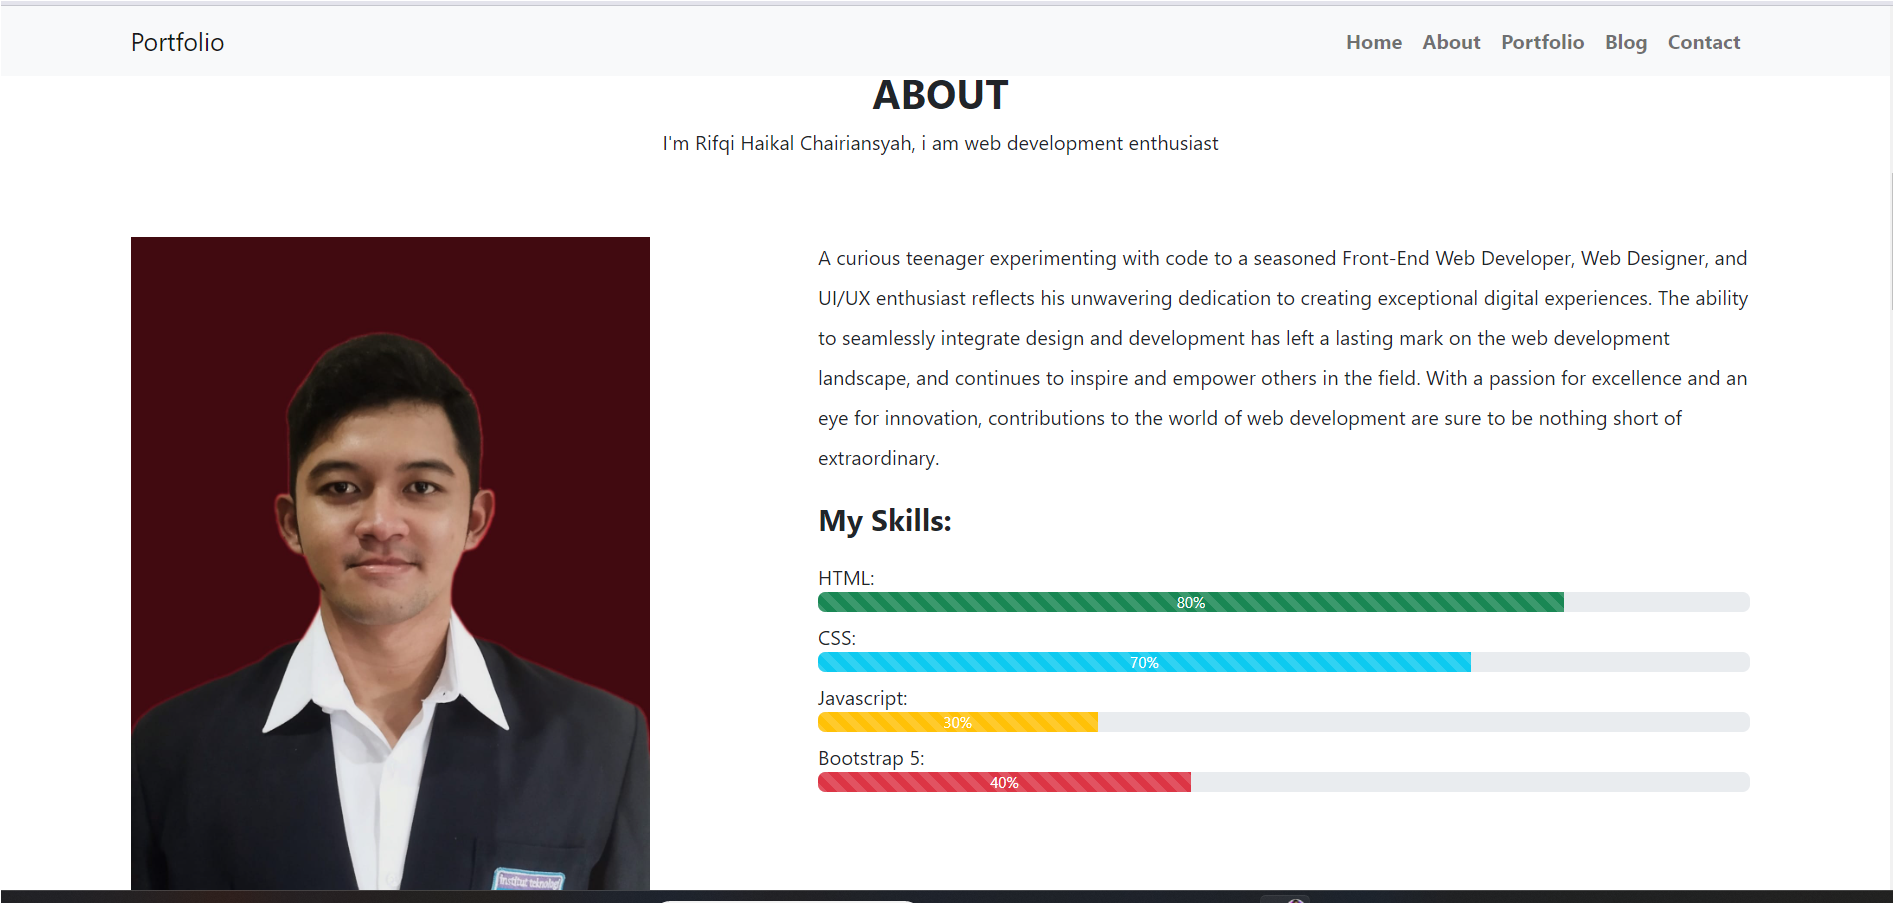 Portfolio
Home About Portfolio Blog Contact
ABOUT
I'm Rifqi Haikal Chairiansyah, i am web development enthusiast
A curious teenager experimenting with code to a seasoned Front-End Web Developer, Web Designer, and
UI/UX enthusiast reflects his unwavering dedication to creating exceptional digital experiences. The ability
to seamlessly integrate design and development has left a lasting mark on the web development
landscape, and continues to inspire and empower others in the field. With a passion for excellence and an
eye for innovation, contributions to the world of web development are sure to be nothing short of
extraordinary.
My Skills:
HTML:
80%
CSS:
70%
Javascript:
30%
Bootstrap 5:
40%
Institut teknologi